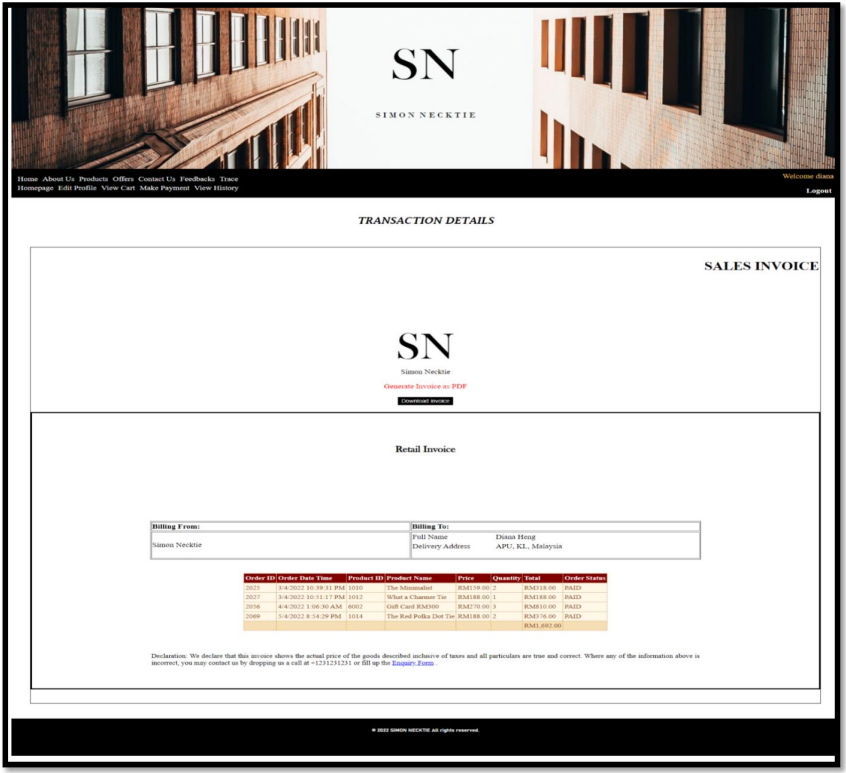 SN
SIMON NECKTIE
Home About Us Products Offers Contact Us Feedbacks Trace
Homepage Edit Profile View Cart Make Payment View History
Welcome diana
Logout
TRANSACTION DETAILS
SALES INVOICE
SN
Simon Necktie
Generate Invoice as PDF
Download invoice
Retail Invoice
Billing From: Billing To:
Simon Necktie
Full Name Diana Heng
Delivery Address APU, KL, Malaysia
Order ID Order Date Time Product ID Product Name Price Quantity Total Order Status
2025 3/4/2022 10:39:31 PM 1010 The Minimalist RM159.00 2 RM318.00 PAID
2027 3/4/2022 10:51:17 PM 1012 What a Charmer Tie RM188.00 1 RM188.00 PAID
2056 4/4/2022 1:06:30 AM 6002 Gift Card RM300 RM270.00 3 RM810.00 PAID
2069 5/4/2022 8:54:29 PM 1014 The Red Polka Dot Tie RM188.00 2 RM376.00 PAID
RM1,692.00
Declaration: We declare that this invoice shows the actual price of the goods described inclusive of taxes and all particulars are true and correct. Where any of the information above is
incorrect, you may contact us by dropping us a call at +1231231231 or fill up the Enquiry Form .
© 2022 SIMON NECKTIE All rights reserved.